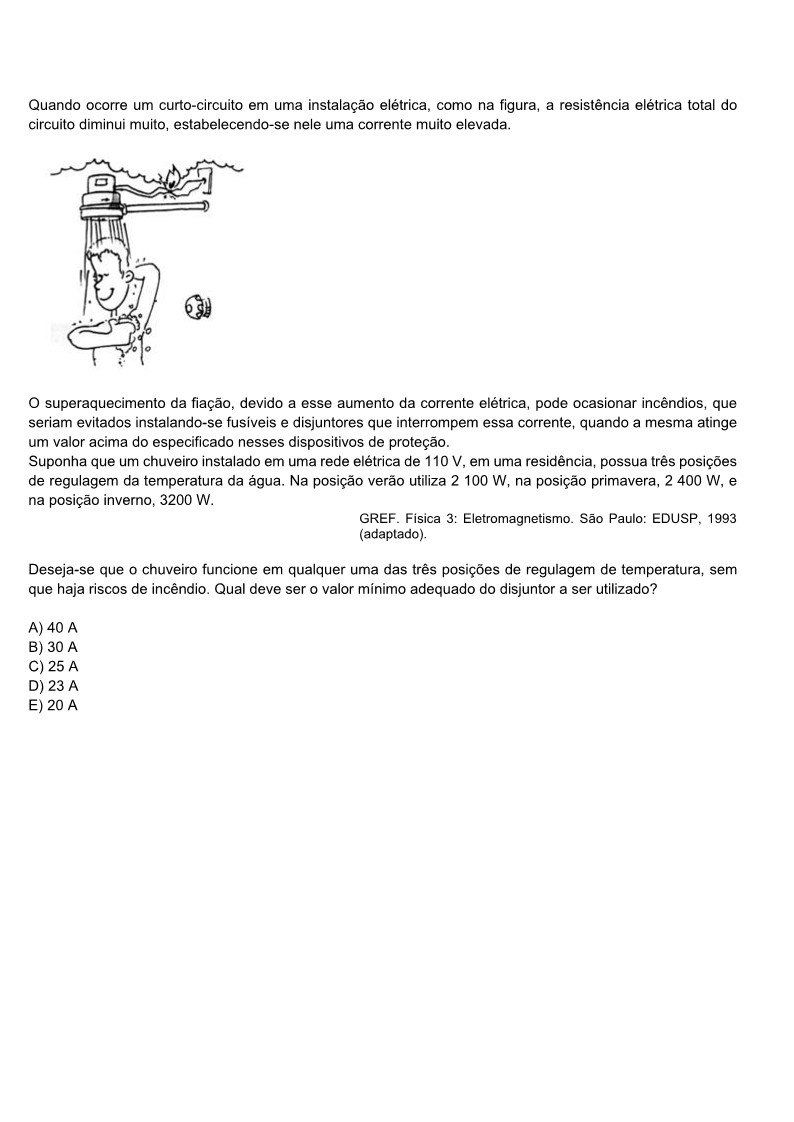 Quando ocorre um curto-circuito em uma instalação elétrica, como na figura, a resistência elétrica total do
circuito diminui muito, estabelecendo-se nele uma corrente muito elevada.
O superaquecimento da fiação, devido a esse aumento da corrente elétrica, pode ocasionar incêndios, que
seriam evitados instalando-se fusíveis e disjuntores que interrompem essa corrente, quando a mesma atinge
um valor acima do especificado nesses dispositivos de proteção.
Suponha que um chuveiro instalado em uma rede elétrica de 110 V, em uma residência, possua três posições
de regulagem da temperatura da água. Na posição verão utiliza 2 100 W, na posição primavera, 2 400 W, e
na posição inverno, 3200 W.
GREF. Física 3: Eletromagnetismo. São Paulo: EDUSP, 1993
(adaptado).
Deseja-se que o chuveiro funcione em qualquer uma das três posições de regulagem de temperatura, sem
que haja riscos de incêndio. Qual deve ser o valor mínimo adequado do disjuntor a ser utilizado?
A) 40 A
B) 30 A
C) 25 A
D) 23 A
E) 20 A